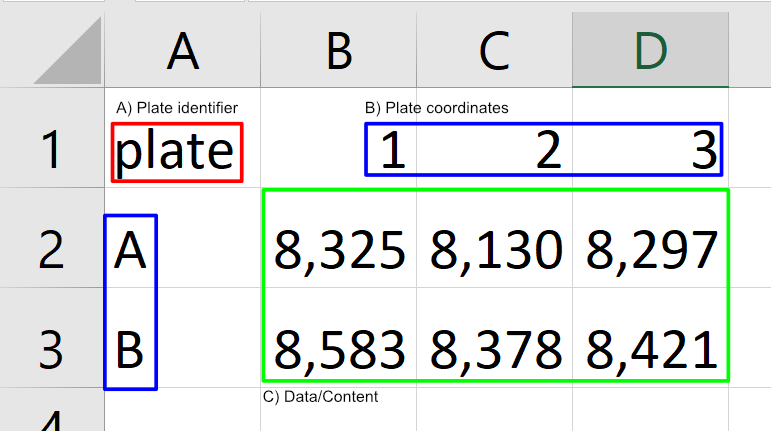 A B C D
A) Plate identifier B) Plate coordinates
1 plate 1 2 3
2 A 8,325 8,130 8,297
3 B 8,583 8,378 8,421
C) Data/Content
4